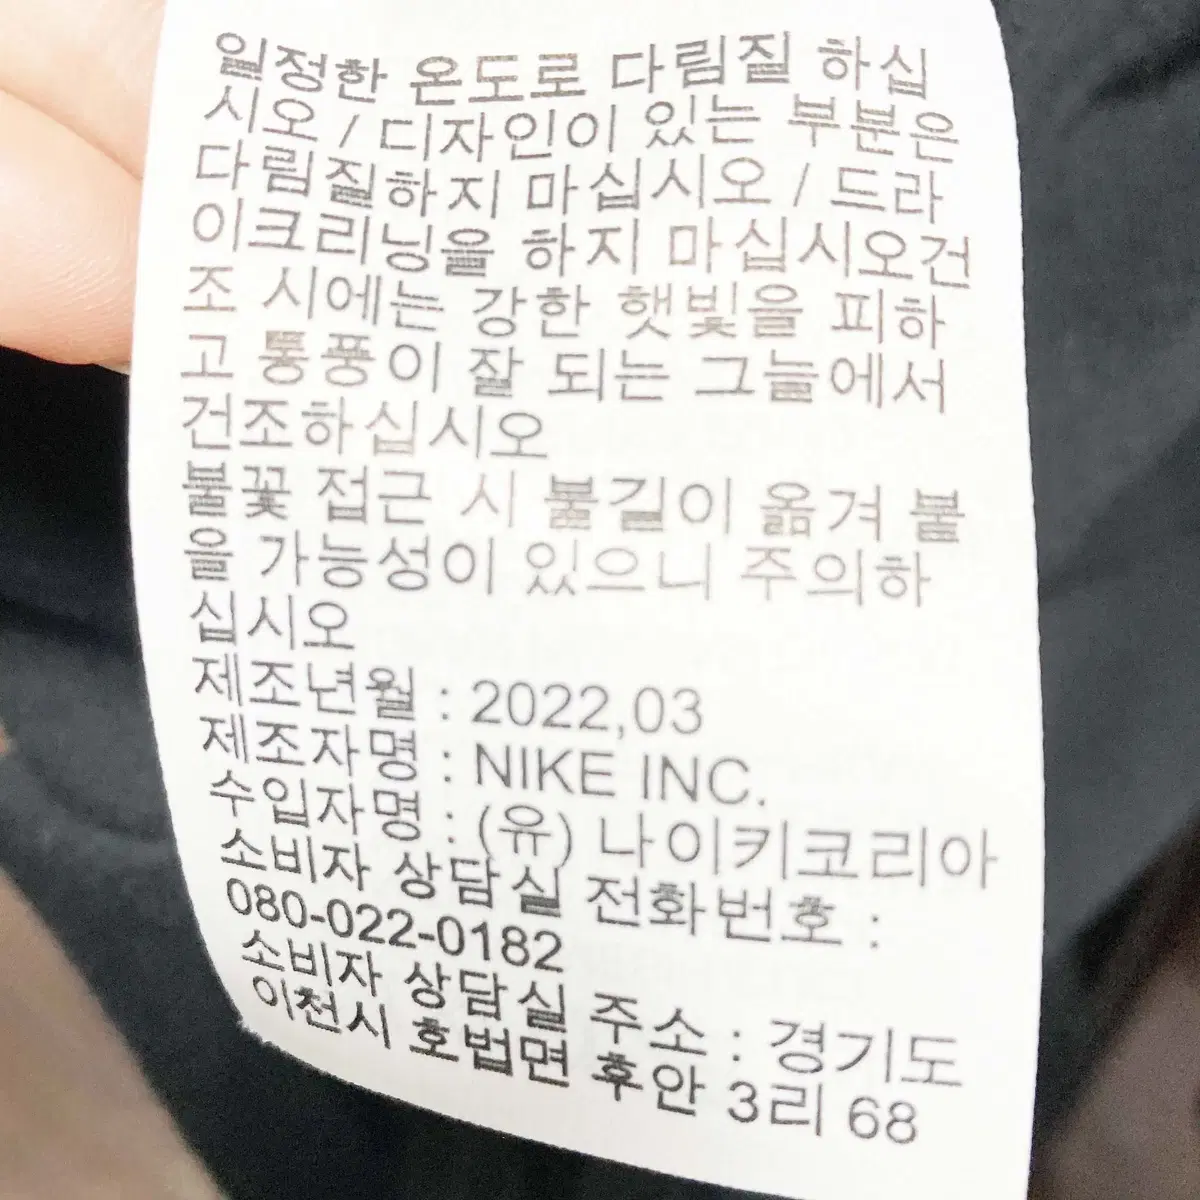 일정한 온도로 다림질 하십
시오 / 디자인이 있는 부분은
다림질하지 마십시오 / 드라
이크리닝을 하지 마십시오건
조 시에는 강한 햇빛을 피하
고 통풍이 잘 되는 그늘에서
건조하십시오
불꽃 접근 시 불길이 옮겨 붙
을 가능성이 있으니 주의하
십시오
제조년월 : 2022,03
제조자명 : NIKE INC.
수입자명 : (유) 나이키코리아
소비자 상담실 전화번호 :
080-022-0182
소비자 상담실 주소 : 경기도
이천시 호법면 후안 3리 68